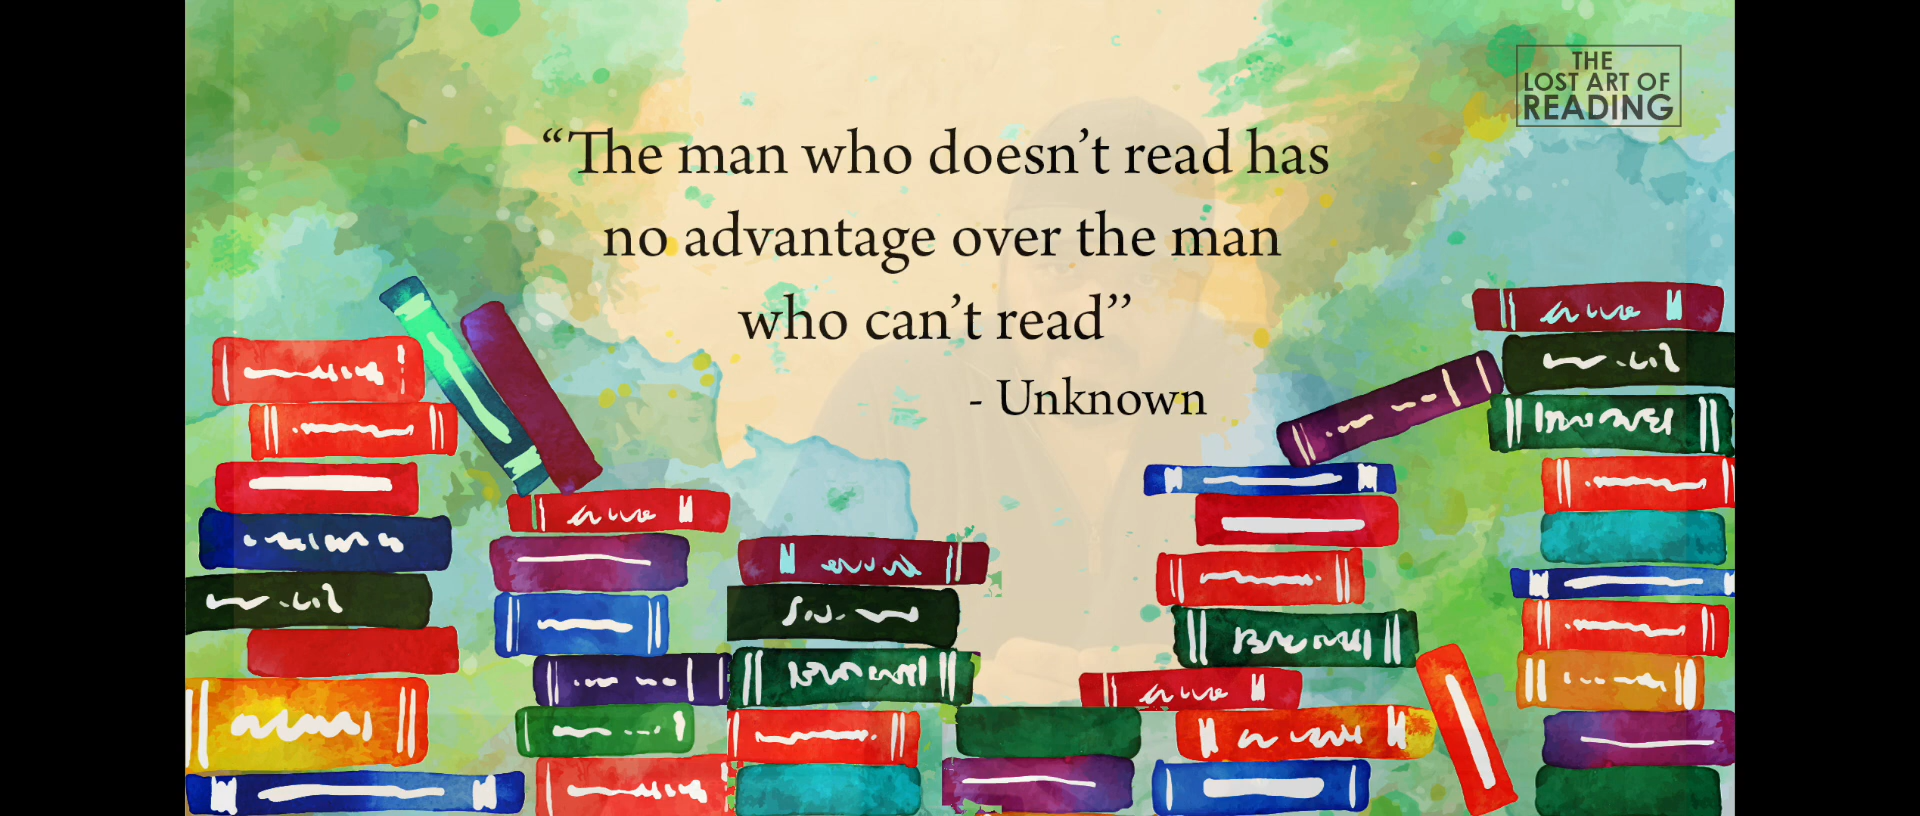 THE
LOST ART OF
READING
“The man who doesn’t read has
no advantage over the man
who can’t read’’
- Unknown